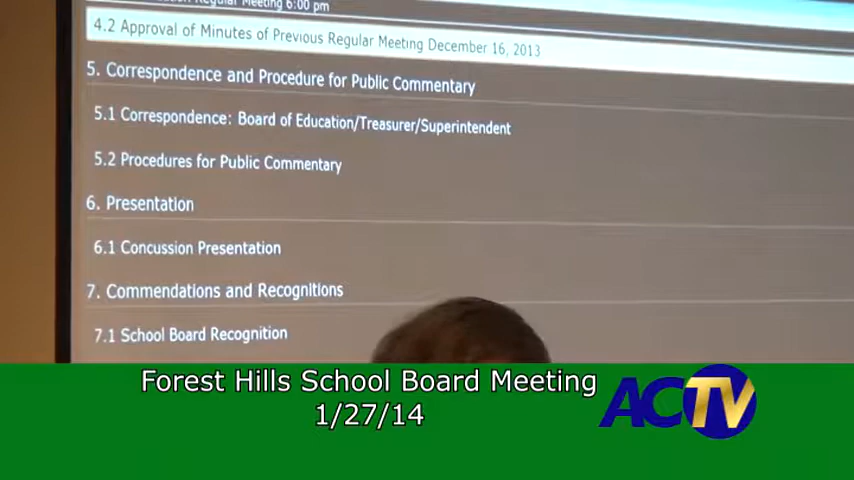 Regular Meeting 6:00 pm
4.2 Approval of Minutes of Previous Regular Meeting December 16, 2013
5. Correspondence and Procedure for Public Commentary
5.1 Correspondence: Board of Education/Treasurer/Superintendent
5.2 Procedures for Public Commentary
6. Presentation
6.1 Concussion Presentation
7. Commendations and Recognitions
7.1 School Board Recognition
Forest Hills School Board Meeting
1/27/14
ACTV